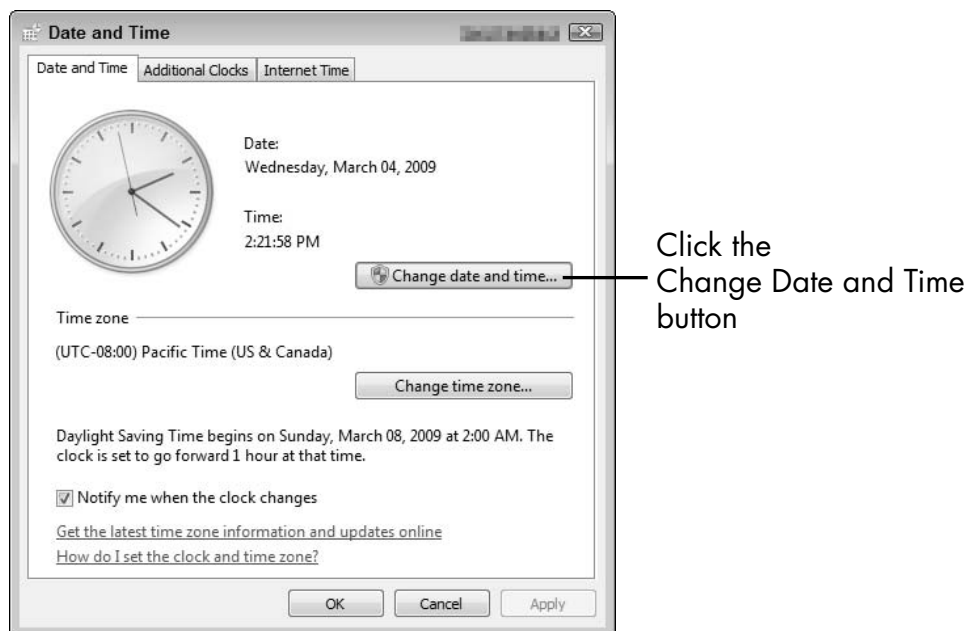 Date and Time
Date and Time Additional Clocks Internet Time
Date:
Wednesday, March 04, 2009
Time:
2:21:58 PM
Change date and time...
Click the
Change Date and Time
button
Time zone
(UTC-08:00) Pacific Time (US & Canada)
Change time zone...
Daylight Saving Time begins on Sunday, March 08, 2009 at 2:00 AM. The
clock is set to go forward 1 hour at that time.
Notify me when the clock changes
Get the latest time zone information and updates online
How do I set the clock and time zone?
OK Cancel Apply